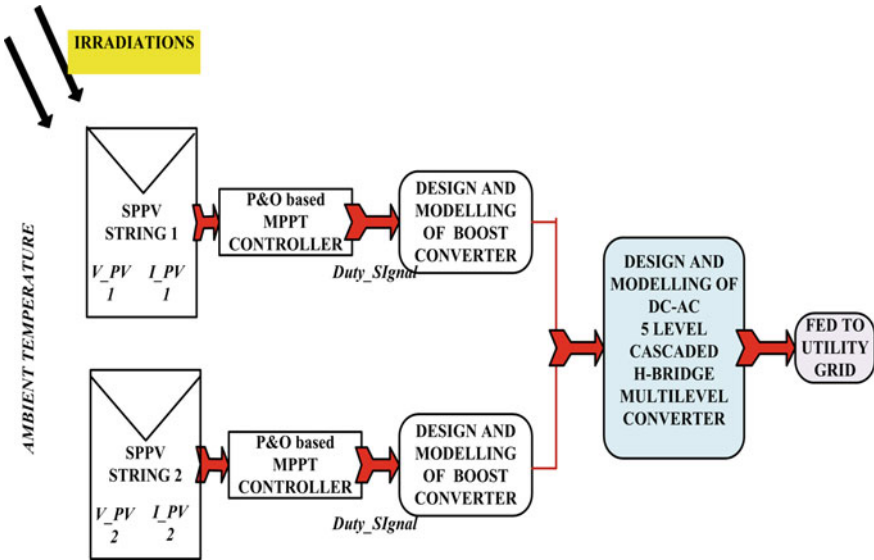 IRRADIATIONS
AMBIENT TEMPERATURE
SPPV
STRING 1
V_PV I_PV
1 1
P&O based
MPPT
CONTROLLER
Duty_SIgnal
DESIGN AND
MODELLING
OF BOOST
CONVERTER
SPPV
STRING 2
V_PV I_PV
2 2
P&O based
MPPT
CONTROLLER
Duty_SIgnal
DESIGN AND
MODELLING
OF BOOST
CONVERTER
DESIGN AND
MODELLING OF
DC-AC
5 LEVEL
CASCADED
H-BRIDGE
MULTILEVEL
CONVERTER
FED TO
UTILITY
GRID